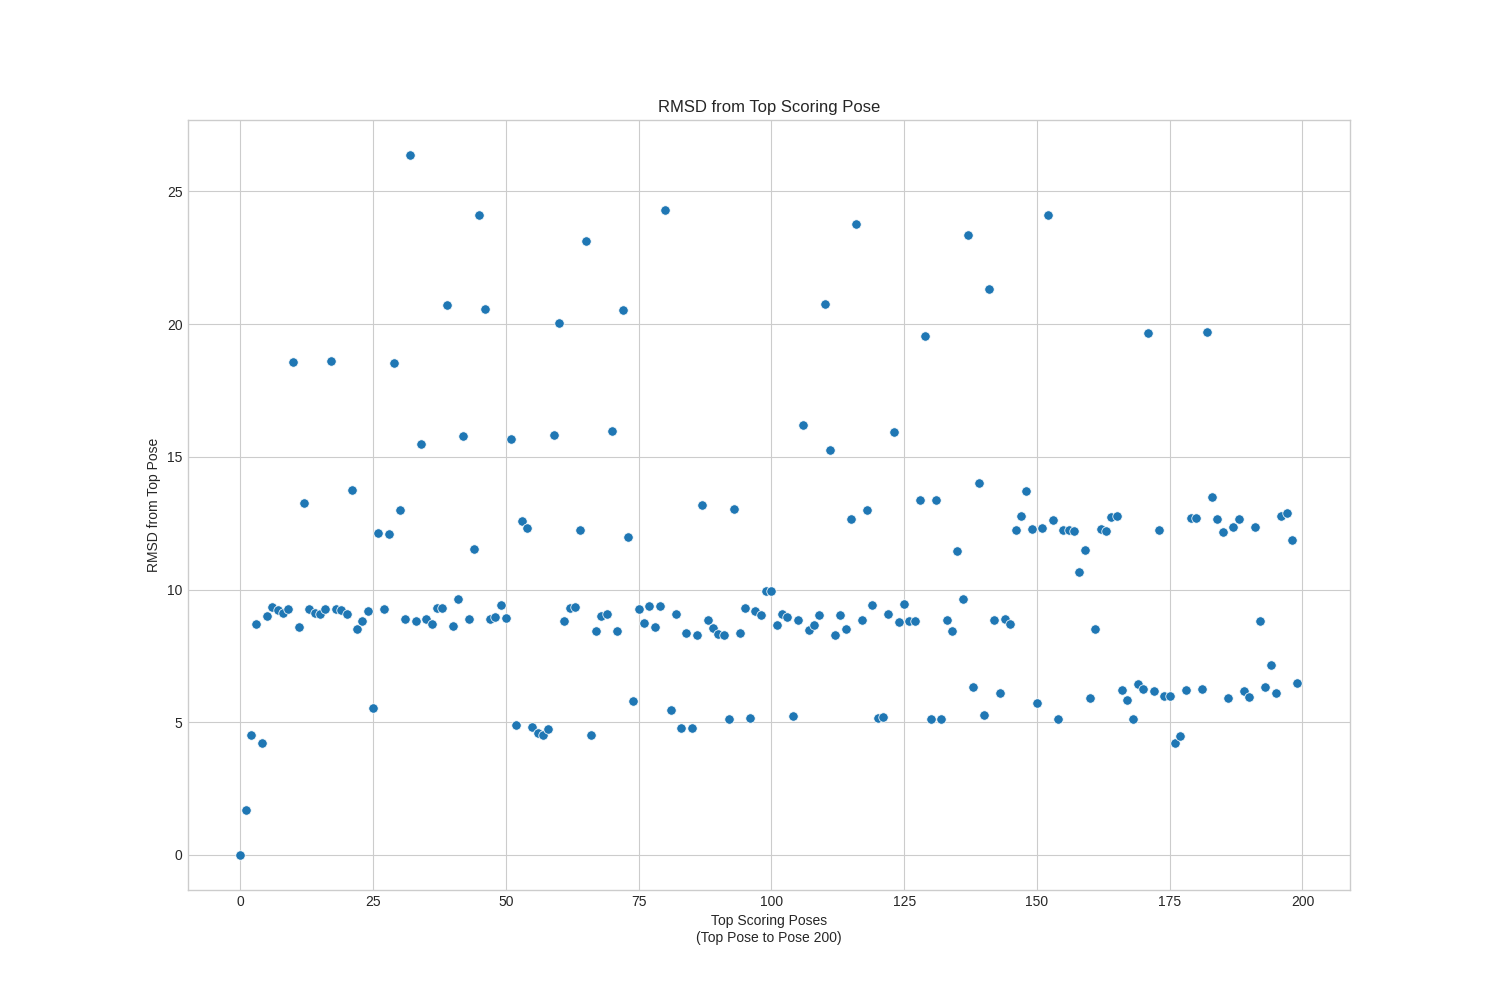 RMSD from Top Scoring Pose
25
20
15
10
5
0
RMSD from Top Pose
0 25 50 75 100 125 150 175 200
Top Scoring Poses
(Top Pose to Pose 200)